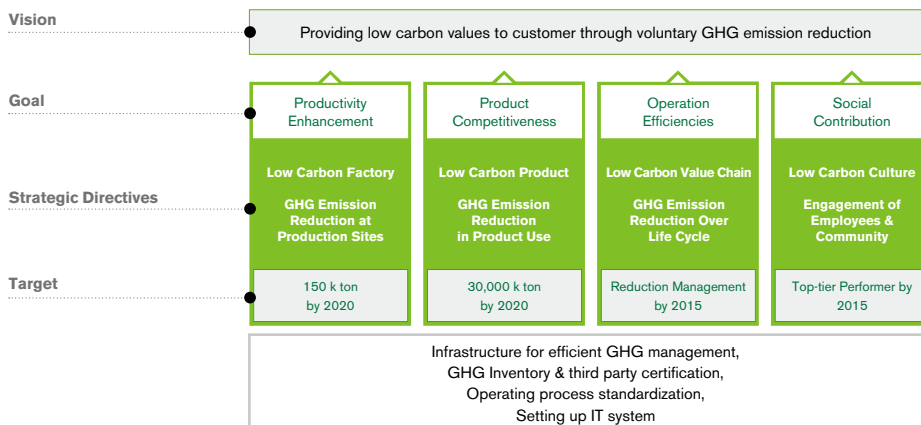 Vision
Providing low carbon values to customer through voluntary GHG emission reduction
Goal
Productivity
Enhancement
Product
Competitiveness
Operation
Efficiencies
Social
Contribution
Strategic Directives
Low Carbon Factory
GHG Emission
Reduction at
Production Sites
Low Carbon Product
GHG Emission
Reduction
in Product Use
Low Carbon Value Chain
GHG Emission
Reduction Over
Life Cycle
Low Carbon Culture
Engagement of
Employees &
Community
Target
150 k ton
by 2020
30,000 k ton
by 2020
Reduction Management
by 2015
Top-tier Performer by
2015
Infrastructure for efficient GHG management,
GHG Inventory & third party certification,
Operating process standardization,
Setting up IT system